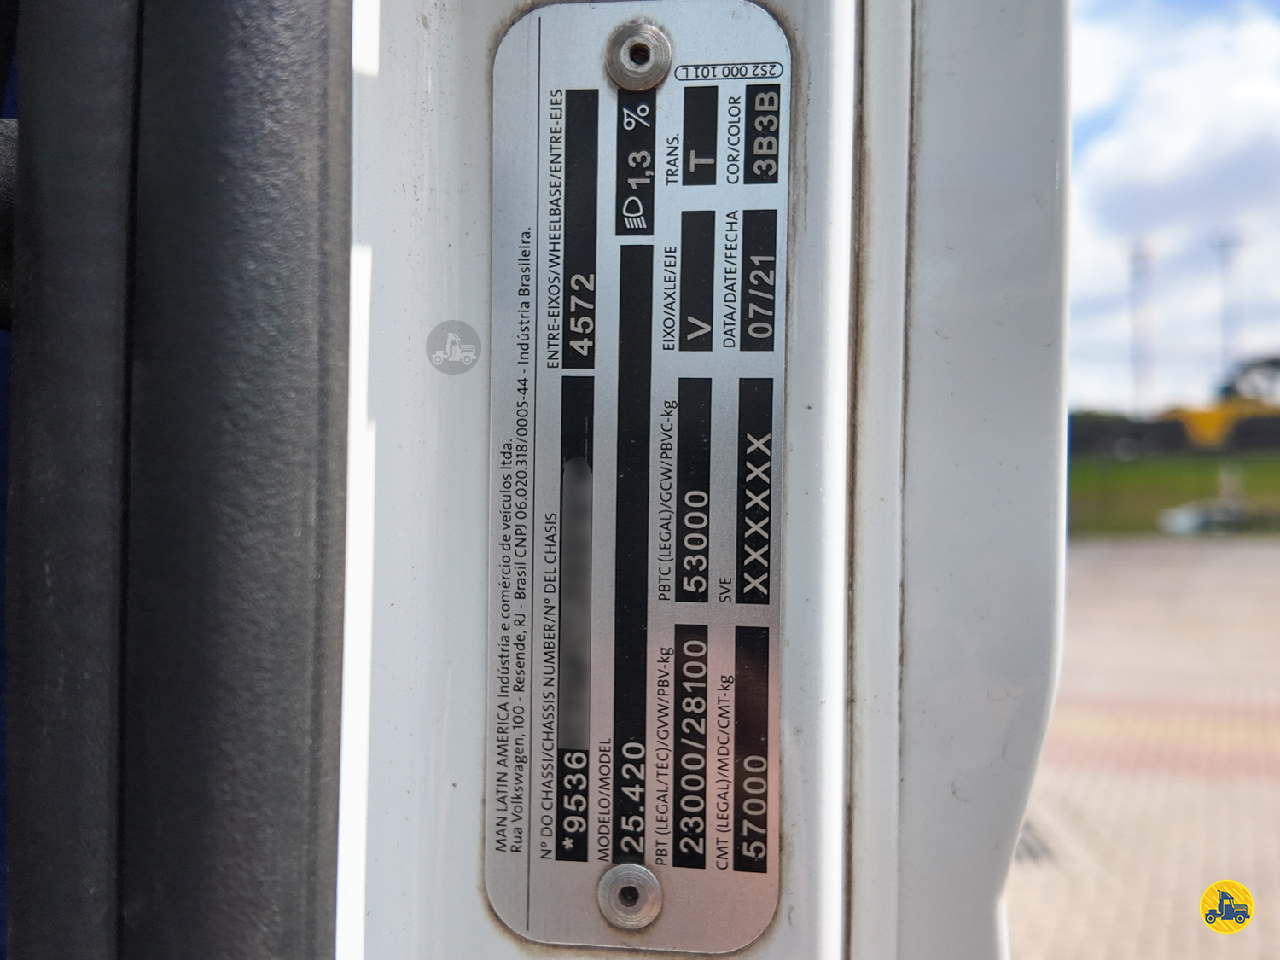 MAN LATIN AMERICA Indústria e comércio de veículos ltda.
Rua Volkswagen, 100 - Resende, RJ - Brasil CNPJ 06.020.318/0005-44 - Indústria Brasileira.
Nº DO CHASSI/CHASSIS NUMBER/Nº DEL CHASIS ENTRE-EIXOS/WHEELBASE/ENTRE-EJES
*9536 4572
MODELO/MODEL
25.420 1,3 %
PBT (LEGAL/TEC)/GVW/PBV-kg PBTC (LEGAL)/GCW/PBVC-kg EIXO/AXLE/EJE TRANS.
23000/28100 53000 V T
CMT (LEGAL)/MDC/CMT-kg SVE DATA/DATE/FECHA COR/COLOR
57000 XXXXXX 07/21 3B3B
2S2 000 101 L